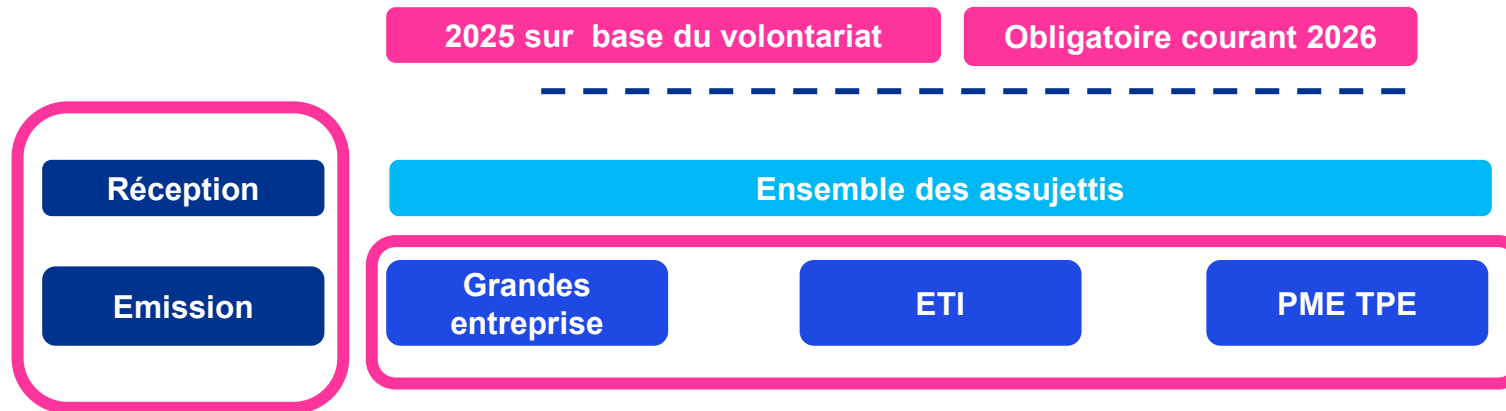 2025 sur base du volontariat
Obligatoire courant 2026
Réception
Ensemble des assujettis
Emission
Grandes
entreprise
ETI
PME TPE